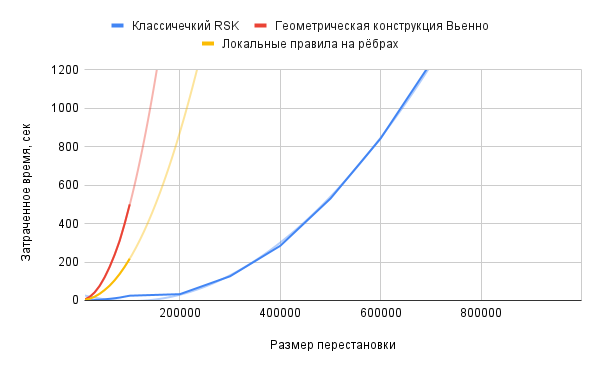 Классичечкий RSK Геометрическая конструкция Вьенно
Локальные правила на рёбрах
1200
1000
800
600
400
200
0
Затраченное время, сек
200000 400000 600000 800000
Размер перестановки